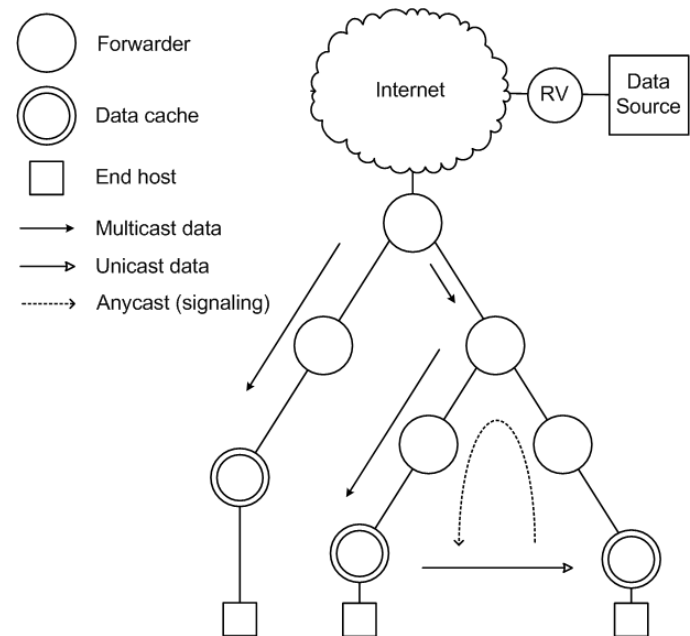 Forwarder
Data cache
End host
Multicast data
Unicast data
Anycast (signaling)
Internet
RV
Data
Source